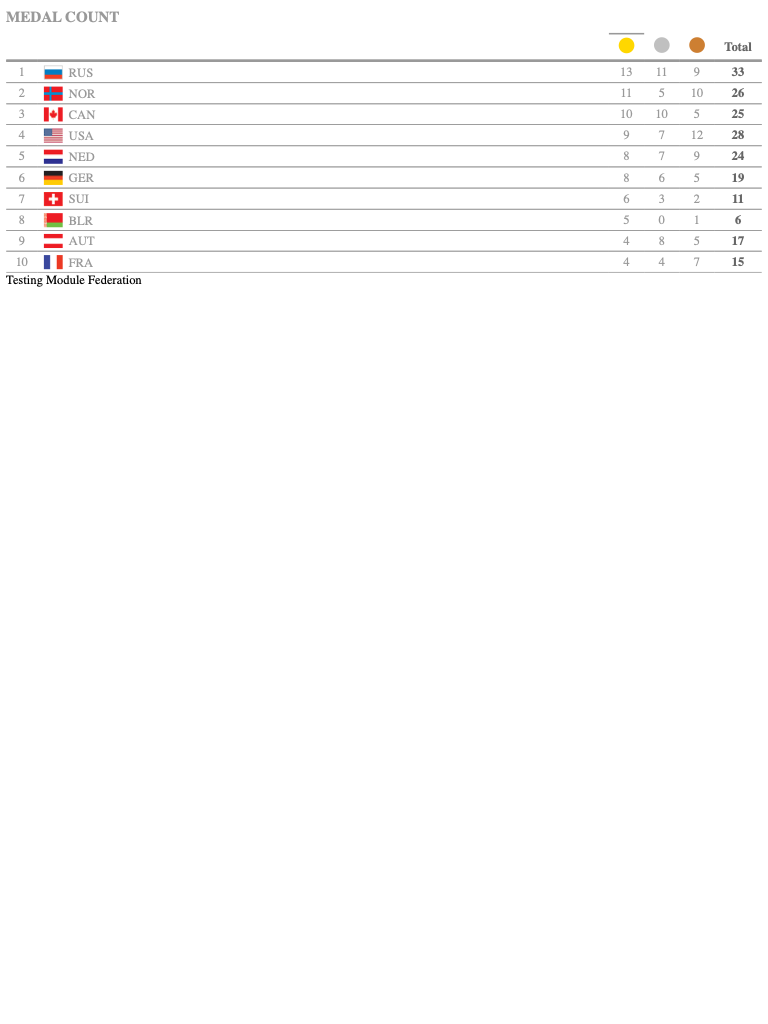 MEDAL COUNT
Total
1 RUS 13 11 9 33
2 NOR 11 5 10 26
3 CAN 10 10 5 25
4 USA 9 7 12 28
5 NED 8 7 9 24
6 GER 8 6 5 19
7 SUI 6 3 2 11
8 BLR 5 0 1 6
9 AUT 4 8 5 17
10 FRA 4 4 7 15
Testing Module Federation